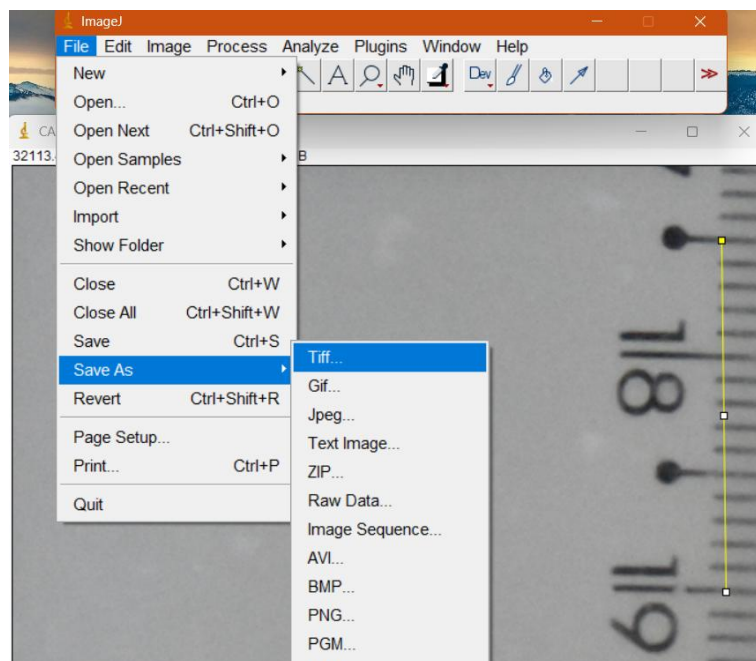 ImageJ
File Edit Image Process Analyze Plugins Window Help
A Dev >>
New
Open... Ctrl+O
Open Next Ctrl+Shift+O
Open Samples
Open Recent
Import
Show Folder
Close Ctrl+W
Close All Ctrl+Shift+W
Save Ctrl+S
Save As
Revert Ctrl+Shift+R
Page Setup...
Print... Ctrl+P
Quit
CA
32113.
B
Tiff...
Gif...
Jpeg...
Text Image...
ZIP...
Raw Data...
Image Sequence...
AVI...
BMP...
PNG...
PGM...
18
19